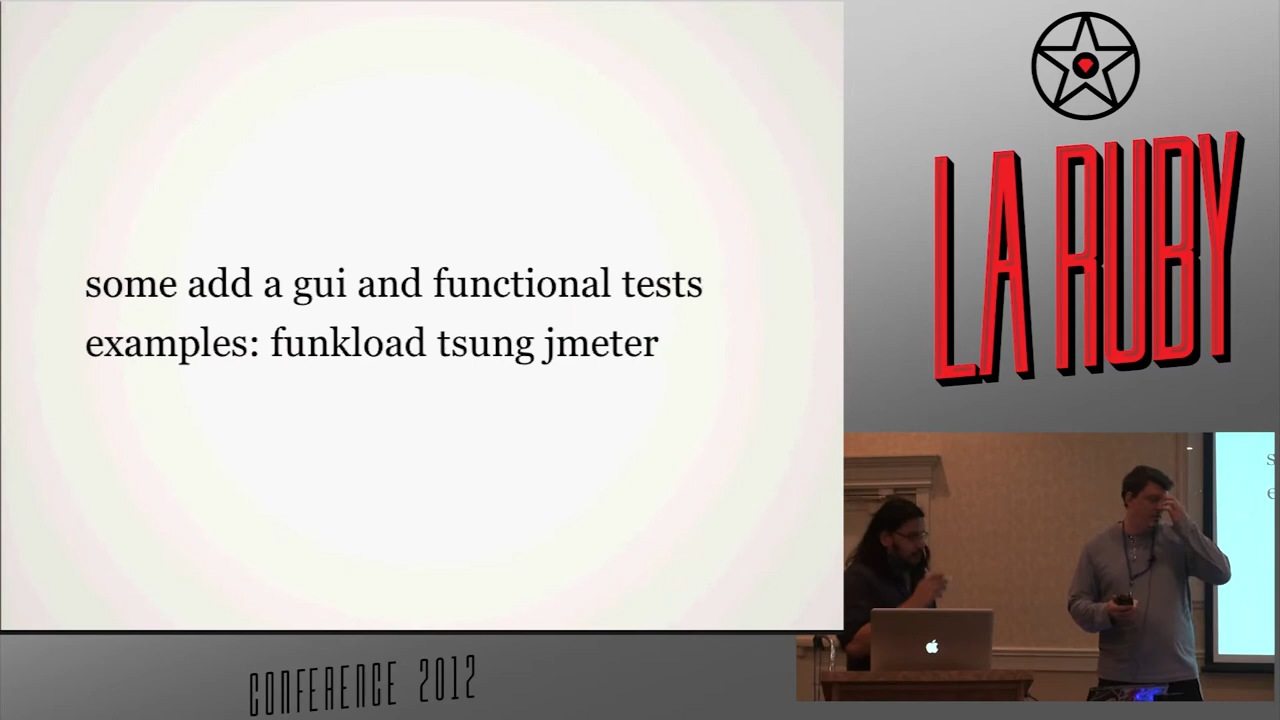 some add a gui and functional tests
examples: funkload tsung jmeter
LA RUBY
CONFERENCE 2012
s
e